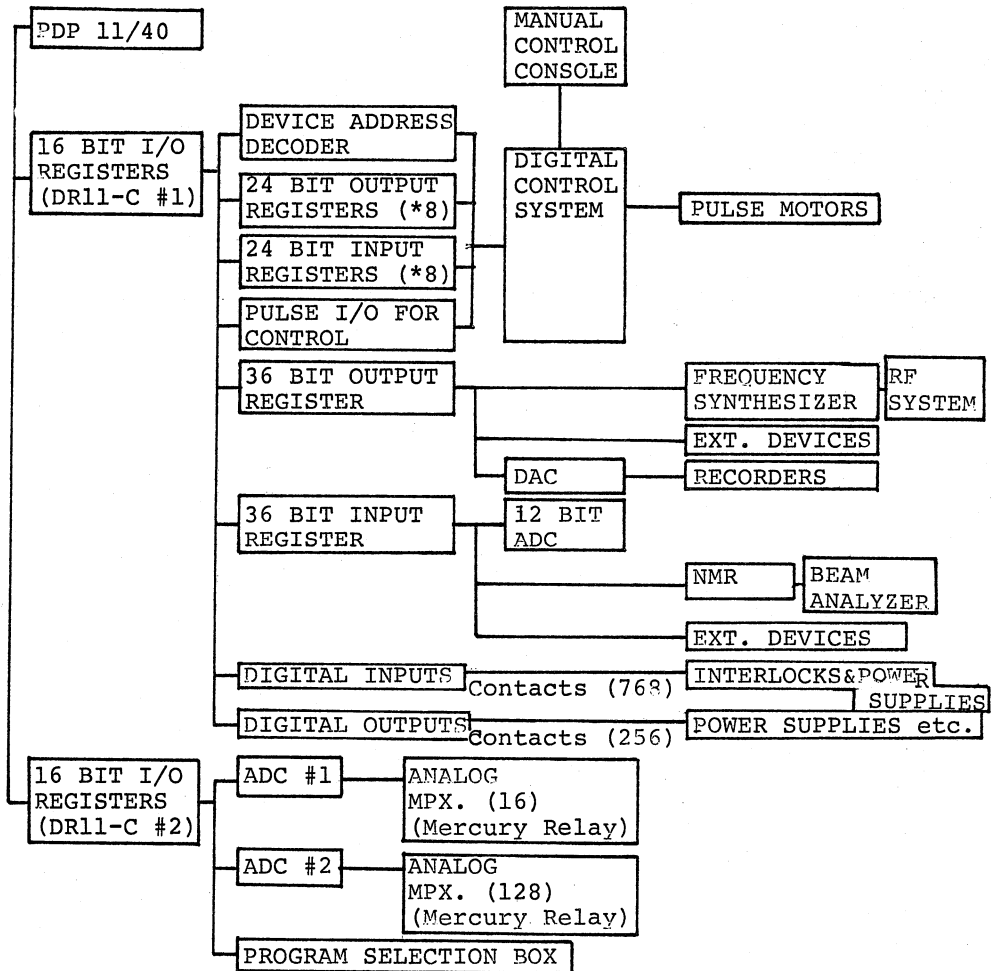 PDP 11/40
MANUAL
CONTROL
CONSOLE
16 BIT I/O
REGISTERS
(DR11-C #1)
DEVICE ADDRESS
DECODER
24 BIT OUTPUT
REGISTERS (*8)
24 BIT INPUT
REGISTERS (*8)
PULSE I/O FOR
CONTROL
DIGITAL
CONTROL
SYSTEM
PULSE MOTORS
36 BIT OUTPUT
REGISTER
FREQUENCY
SYNTHESIZER
RF
SYSTEM
EXT. DEVICES
DAC
RECORDERS
36 BIT INPUT
REGISTER
12 BIT
ADC
NMR
BEAM
ANALYZER
EXT. DEVICES
DIGITAL INPUTS
Contacts (768)
INTERLOCKS&POWER
SUPPLIES
DIGITAL OUTPUTS
Contacts (256)
POWER SUPPLIES etc.
16 BIT I/O
REGISTERS
(DR11-C #2)
ADC #1
ANALOG
MPX. (16)
(Mercury Relay)
ADC #2
ANALOG
MPX. (128)
(Mercury Relay)
PROGRAM SELECTION BOX